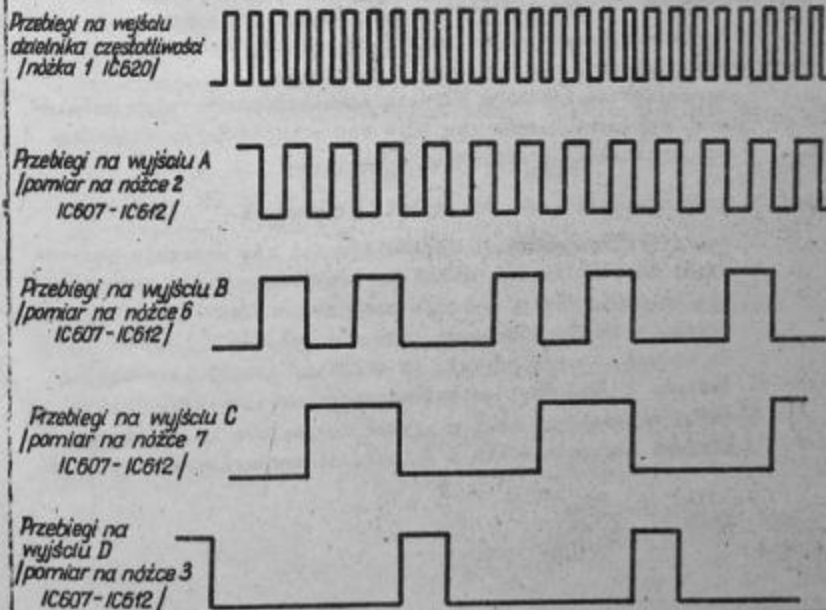 Przebiegi na wejściu
dzielnika częstotliwości
/nóżka 1 IC620/
Przebiegi na wyjściu A
/pomiar na nóżce 2
IC607-IC612/
Przebiegi na wyjściu B
/pomiar na nóżce 6
IC607-IC612/
Przebiegi na wyjściu C
/pomiar na nóżce 7
IC607-IC612/
Przebiegi na
wyjściu D
/pomiar na nóżce 3
IC607-IC612/